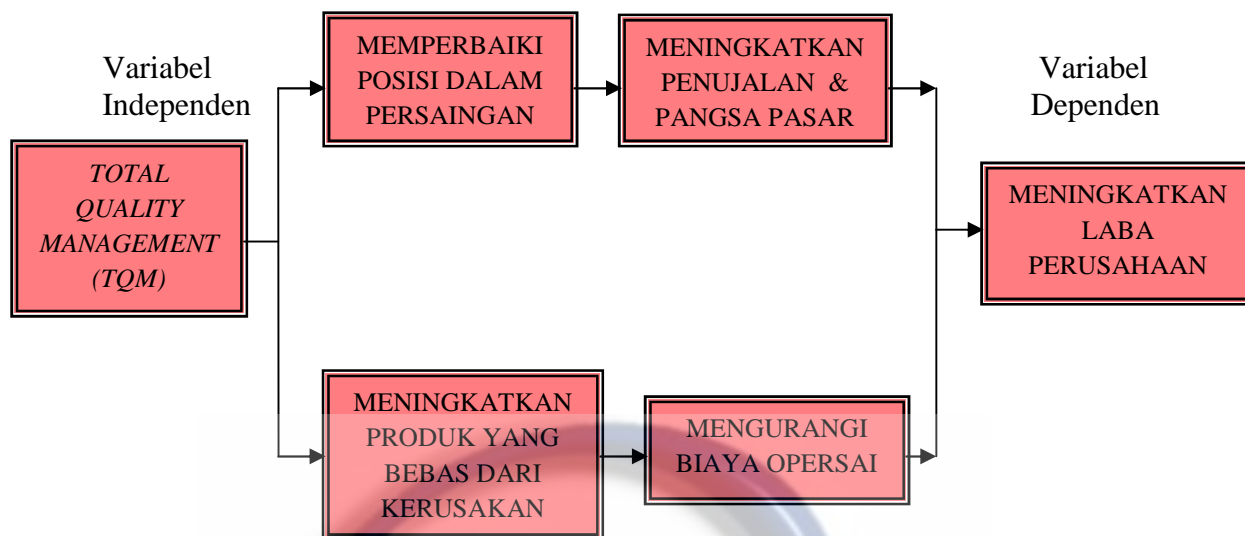 Variabel
Independen
TOTAL
QUALITY
MANAGEMENT
(TQM)
MEMPERBAIKI
POSISI DALAM
PERSAINGAN
MENINGKATKAN
PENUJALAN &
PANGSA PASAR
MENINGKATKAN
PRODUK YANG
BEBAS DARI
KERUSAKAN
MENGURANGI
BIAYA OPERSAI
Variabel
Dependen
MENINGKATKAN
LABA
PERUSAHAAN